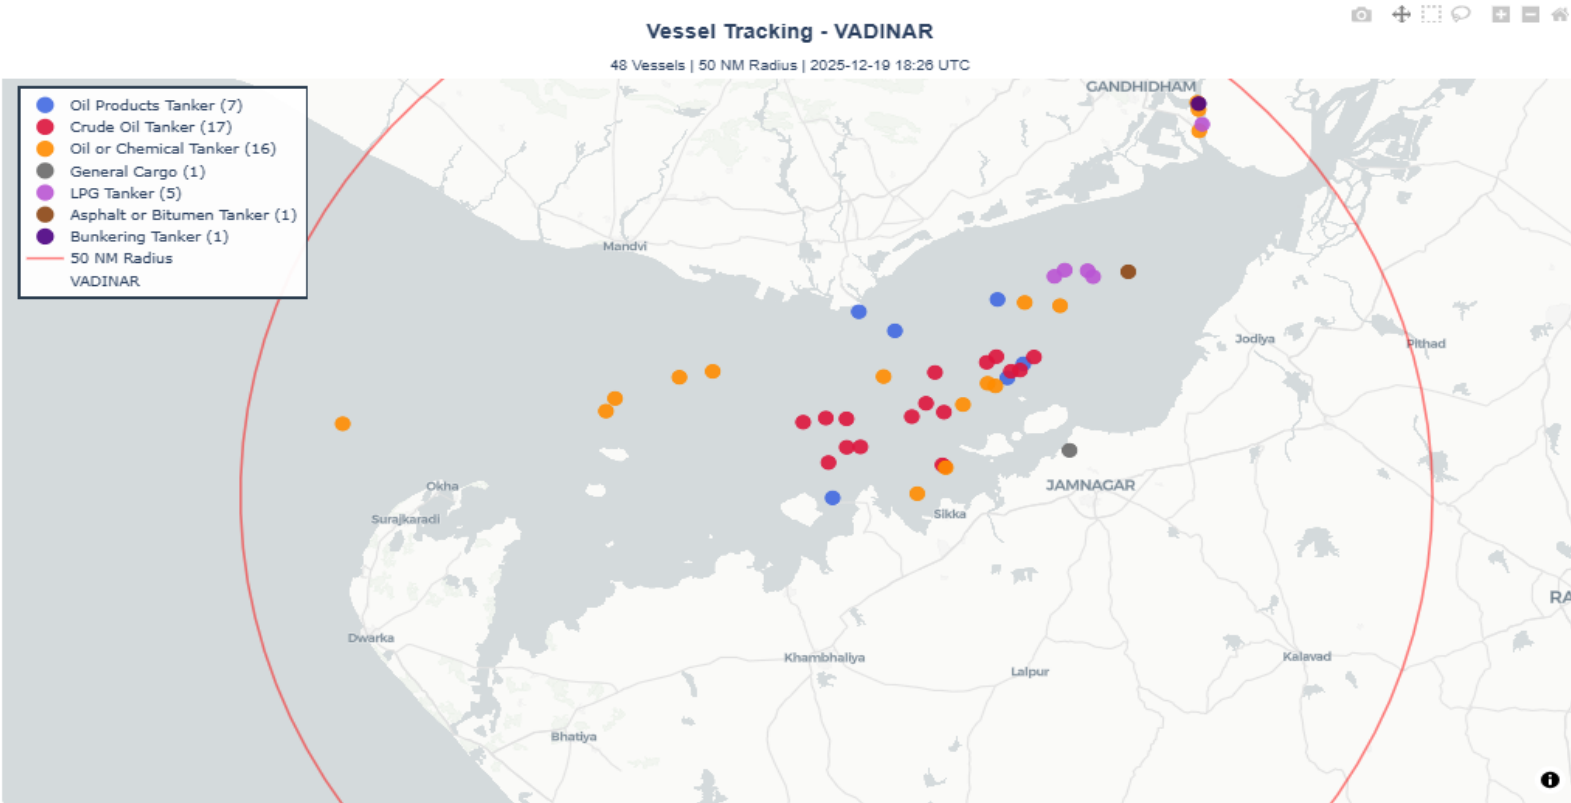 Vessel Tracking - VADINAR
48 Vessels | 50 NM Radius | 2025-12-19 18:26 UTC
Oil Products Tanker (7)
Crude Oil Tanker (17)
Oil or Chemical Tanker (16)
General Cargo (1)
LPG Tanker (5)
Asphalt or Bitumen Tanker (1)
Bunkering Tanker (1)
50 NM Radius
VADINAR
GANDHIDHAM
Mandvi
Jodiya
Pithad
Okha
JAMNAGAR
Surajkaradi
Sikka
RA
Dwarka
Khambhaliya
Kalavad
Lalpur
Bhatiya